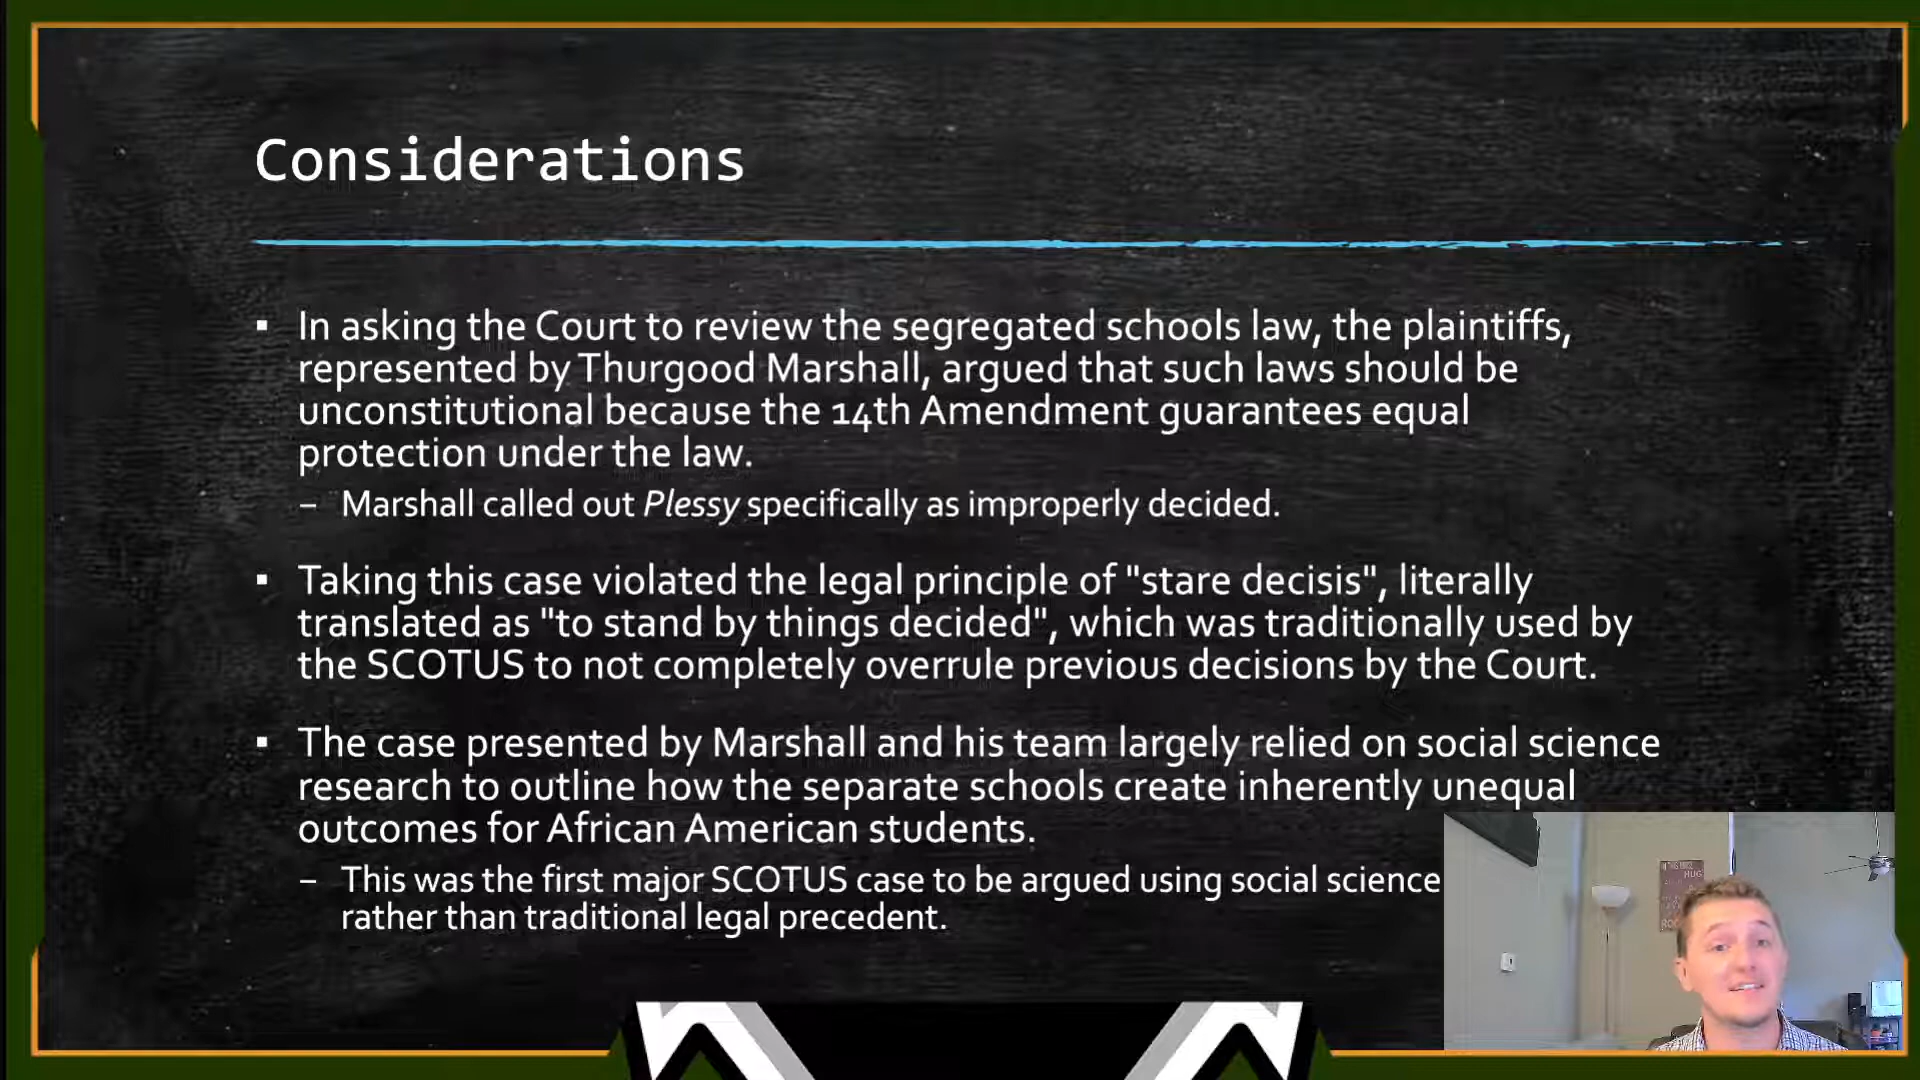 Considerations
▪ In asking the Court to review the segregated schools law, the plaintiffs,
represented by Thurgood Marshall, argued that such laws should be
unconstitutional because the 14th Amendment guarantees equal
protection under the law.
– Marshall called out Plessy specifically as improperly decided.
▪ Taking this case violated the legal principle of "stare decisis", literally
translated as "to stand by things decided", which was traditionally used by
the SCOTUS to not completely overrule previous decisions by the Court.
▪ The case presented by Marshall and his team largely relied on social science
research to outline how the separate schools create inherently unequal
outcomes for African American students.
– This was the first major SCOTUS case to be argued using social science
rather than traditional legal precedent.
HUG